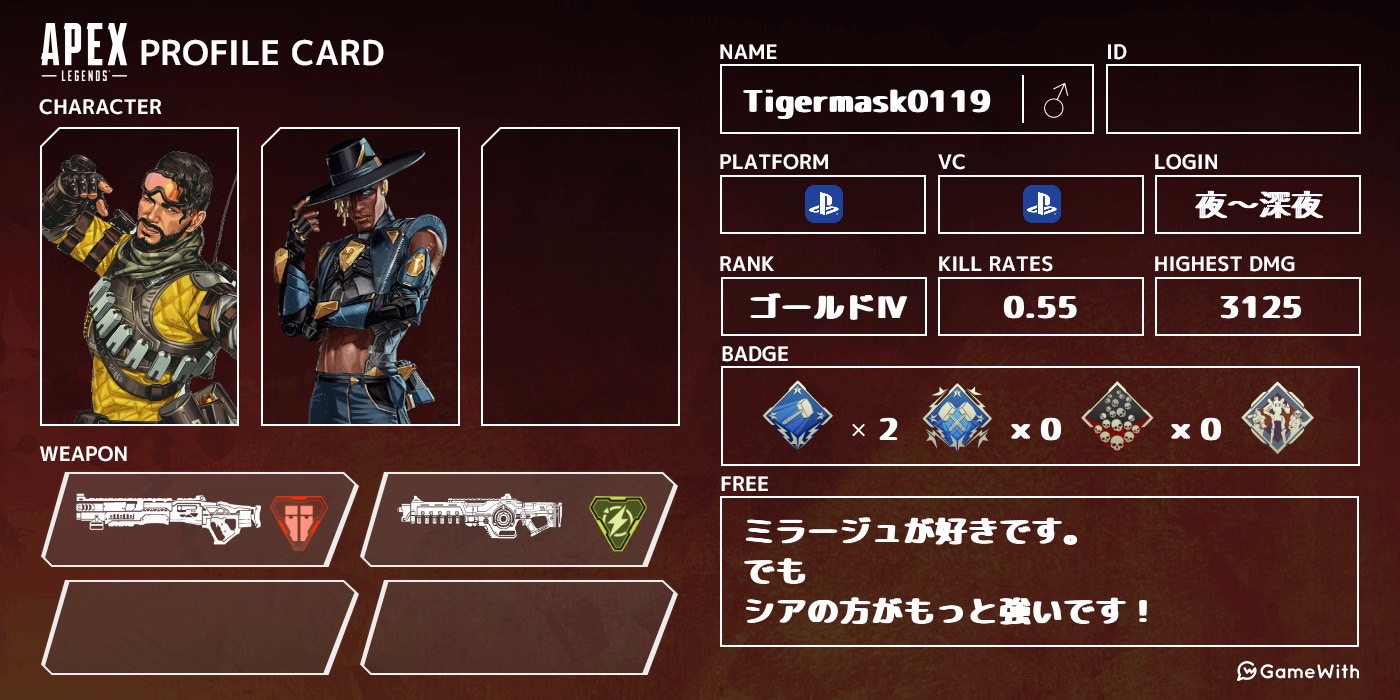 APEX
LEGENDS
PROFILE CARD
CHARACTER
WEAPON
NAME
Tigermask0119 ♂
ID
PLATFORM
VC
LOGIN
夜〜深夜
RANK
ゴールドⅣ
KILL RATES
0.55
HIGHEST DMG
3125
BADGE
× 2
x 0
x 0
FREE
ミラージュが好きです。
でも
シアの方がもっと強いです！
GameWith